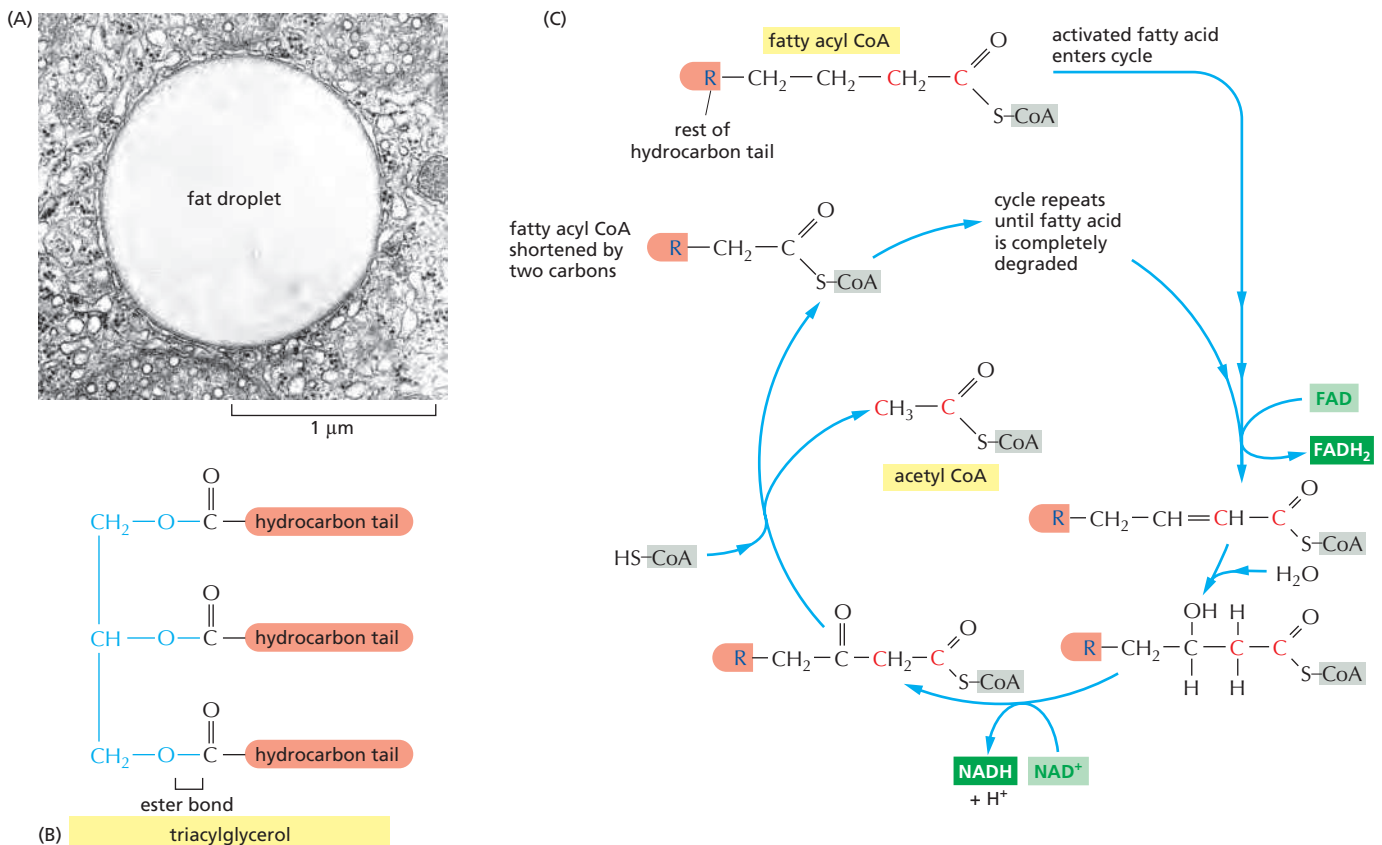 (A)
fat droplet
1 μm
CH₂—O—C
O
hydrocarbon tail
CH—O—C
O
hydrocarbon tail
CH₂—O—C
O
hydrocarbon tail
ester bond
(B)
triacylglycerol
(C)
fatty acyl CoA
O
R—CH₂—CH₂—CH₂—C
S–CoA
rest of
hydrocarbon tail
activated fatty acid
enters cycle
fatty acyl CoA
shortened by
two carbons
O
R—CH₂—C
S–CoA
cycle repeats
until fatty acid
is completely
degraded
O
CH₃—C
S–CoA
acetyl CoA
FAD
FADH₂
O
R—CH₂—CH=CH—C
S–CoA
H₂O
OH H O
R—CH₂—C—C—C
S–CoA
H H
NADH NAD⁺
+ H⁺
O O
R—CH₂—C—CH₂—C
S–CoA
HS–CoA